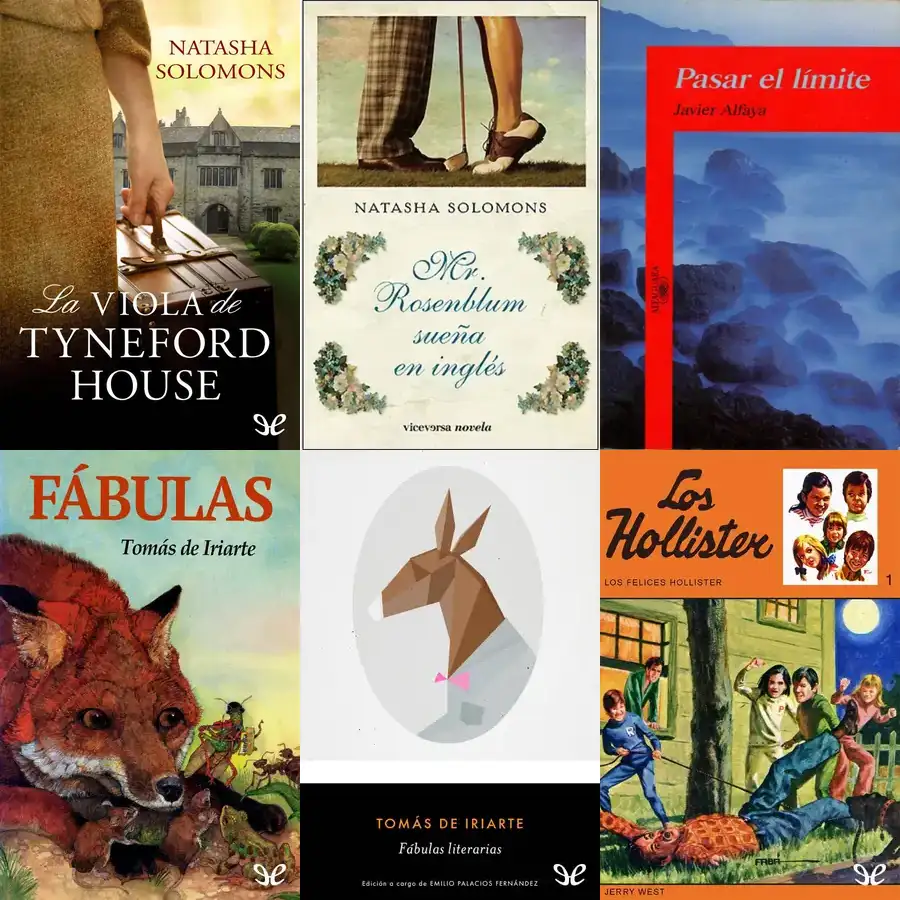 NATASHA
SOLOMONS
La VIOLA de
TYNEFORD
HOUSE
NATASHA SOLOMONS
Mr.
Rosenblum
sueña
en inglés
viceversa novela
Pasar el límite
Javier Alfaya
ALFAGUARA
FÁBULAS
Tomás de Iriarte
TOMÁS DE IRIARTE
Fábulas literarias
Edición a cargo de EMILIO PALACIOS FERNÁNDEZ
Los
Hollister
LOS FELICES HOLLISTER
1
R
JERRY WEST